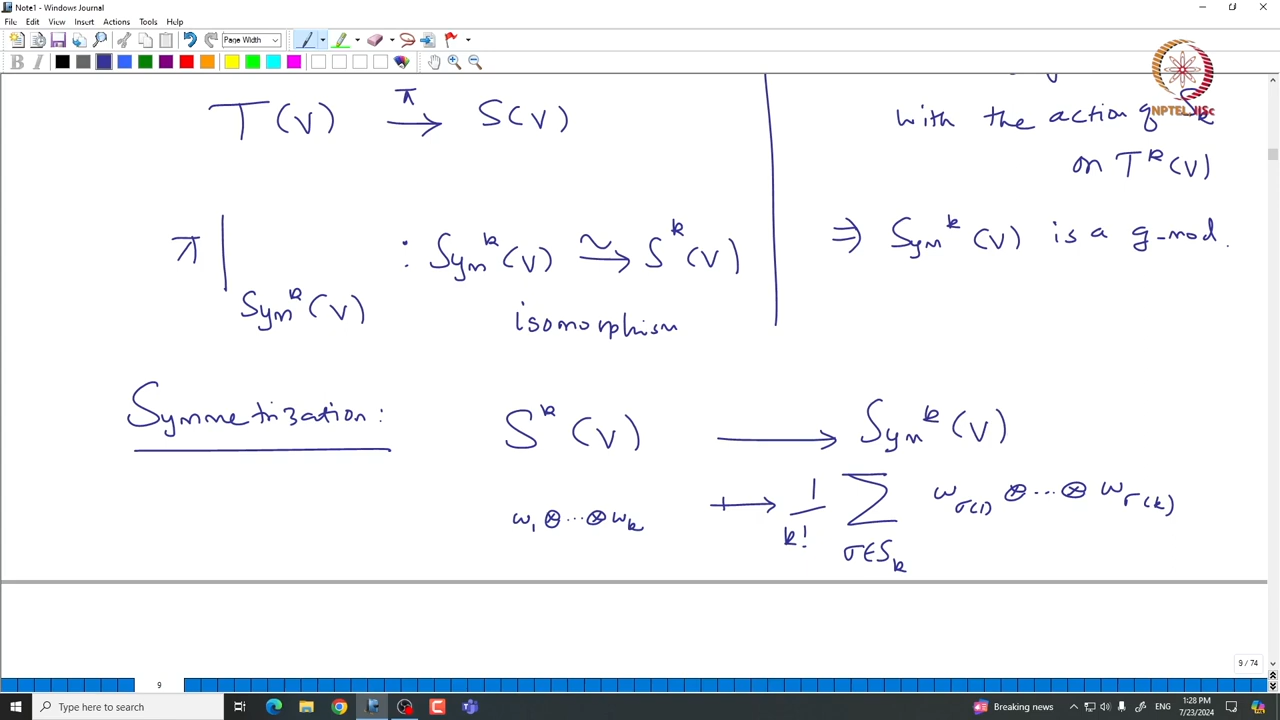 Note1 - Windows Journal
File Edit View Insert Actions Tools Help
Page Width
NPTEL
T(V) →^π S(V)
with the action of S_k
on T^k(V)
π|_{Sym^k(V)} : Sym^k(V) ⥲ S^k(V)
isomorphism
⇒ Sym^k(V) is a g-mod.
Symmetrization: S^k(V) ⟶ Sym^k(V)
w_1 ⊗ ··· ⊗ w_k ⟼ 1/k! ∑_{σ∈S_k} w_{σ(1)} ⊗ ··· ⊗ w_{σ(k)}
9 / 74
9
Type here to search
Breaking news
1:28 PM
7/23/2024